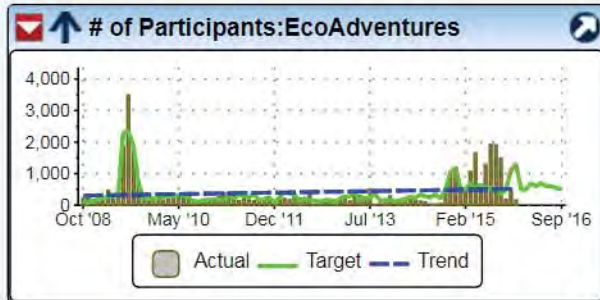 # of Participants:EcoAdventures
4,000
3,000
2,000
1,000
0
Oct '08 May '10 Dec '11 Jul '13 Feb '15 Sep '16
Actual Target Trend